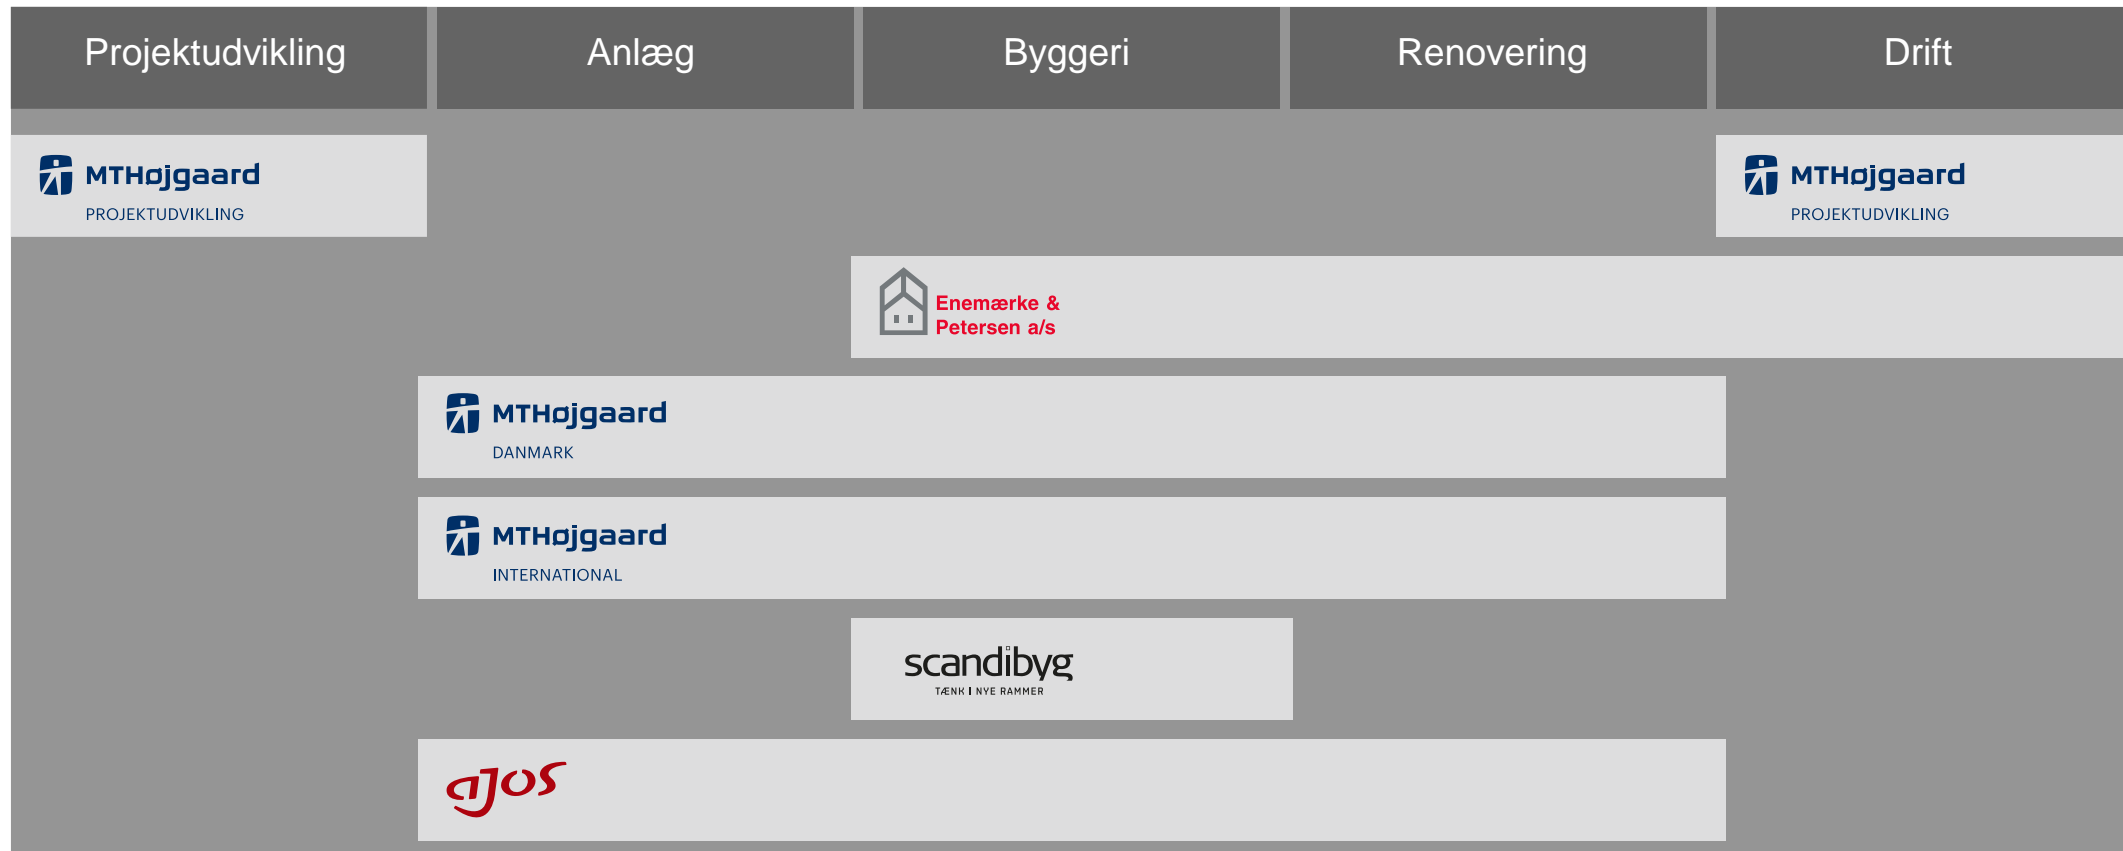 Projektudvikling
Anlæg
Byggeri
Renovering
Drift
MTHøjgaard
PROJEKTUDVIKLING
MTHøjgaard
PROJEKTUDVIKLING
Enemærke &
Petersen a/s
MTHøjgaard
DANMARK
MTHøjgaard
INTERNATIONAL
scandibyg
TÆNK I NYE RAMMER
ajos